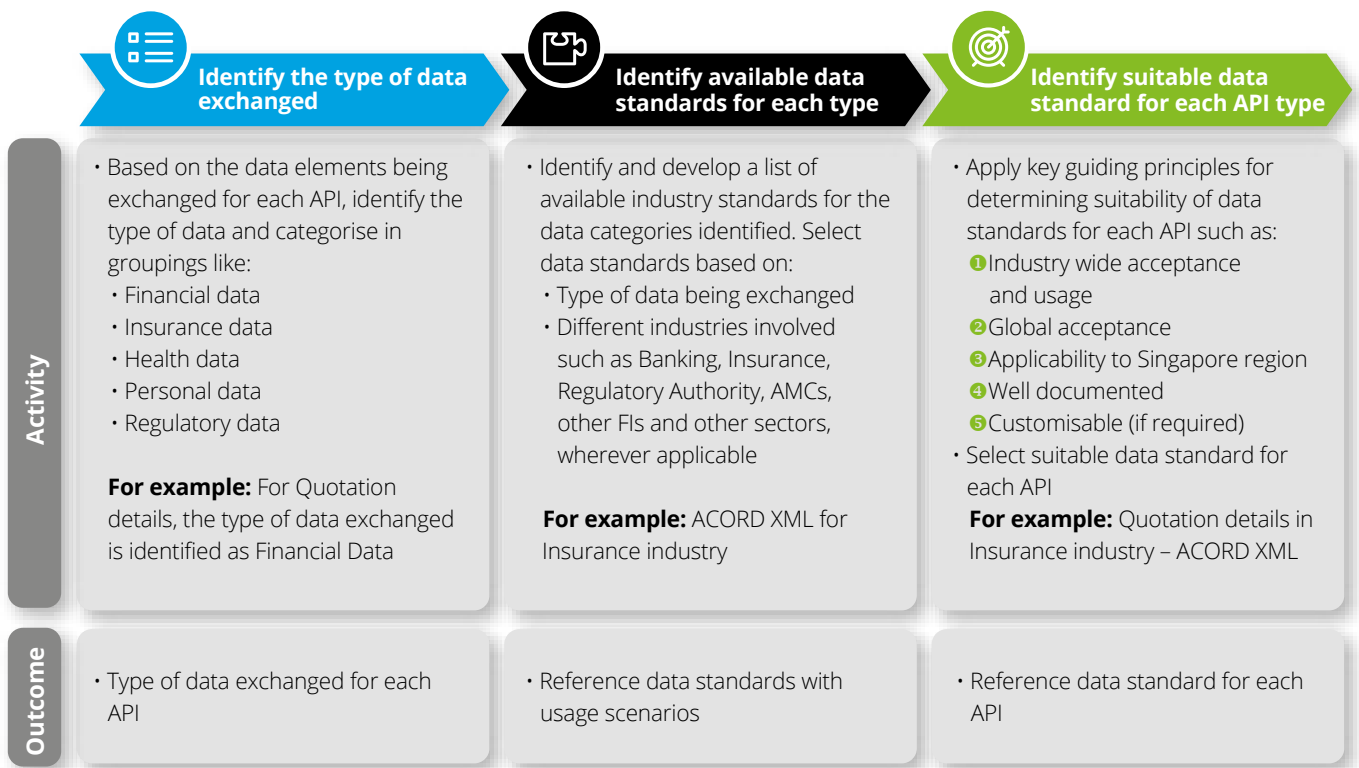 Identify the type of data
exchanged
Identify available data
standards for each type
Identify suitable data
standard for each API type
Activity
• Based on the data elements being
exchanged for each API, identify the
type of data and categorise in
groupings like:
• Financial data
• Insurance data
• Health data
• Personal data
• Regulatory data
For example: For Quotation
details, the type of data exchanged
is identified as Financial Data
• Identify and develop a list of
available industry standards for the
data categories identified. Select
data standards based on:
• Type of data being exchanged
• Different industries involved
such as Banking, Insurance,
Regulatory Authority, AMCs,
other FIs and other sectors,
wherever applicable
For example: ACORD XML for
Insurance industry
• Apply key guiding principles for
determining suitability of data
standards for each API such as:
❶Industry wide acceptance
and usage
❷Global acceptance
❸Applicability to Singapore region
❹Well documented
❺Customisable (if required)
• Select suitable data standard for
each API
For example: Quotation details in
Insurance industry – ACORD XML
Outcome
• Type of data exchanged for each
API
• Reference data standards with
usage scenarios
• Reference data standard for each
API